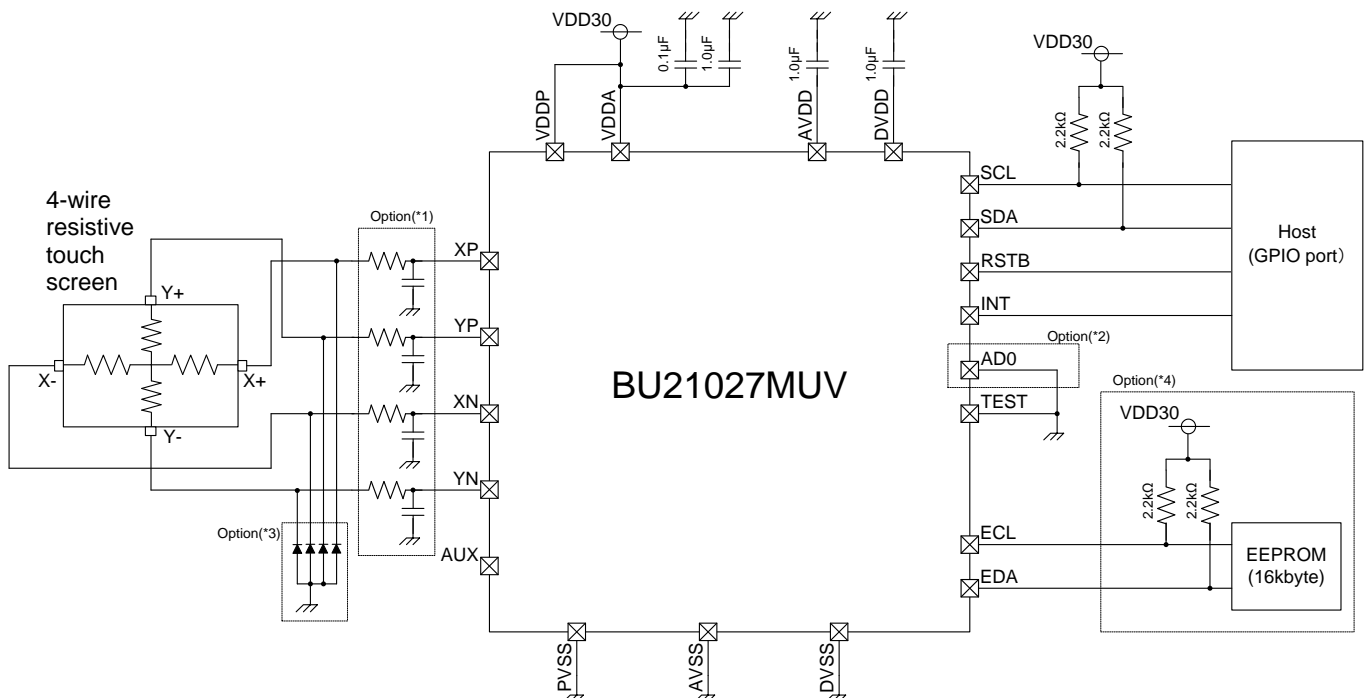 VDD30
0.1µF
1.0µF
1.0µF
1.0µF
VDD30
VDDP
VDDA
AVDD
DVDD
2.2kΩ
2.2kΩ
SCL
SDA
RSTB
INT
Host
(GPIO port）
4-wire
resistive
touch
screen
Option(*1)
XP
YP
XN
YN
AUX
Y+
X-
X+
Y-
Option(*3)
BU21027MUV
Option(*2)
AD0
TEST
Option(*4)
VDD30
2.2kΩ
2.2kΩ
ECL
EDA
EEPROM
(16kbyte)
PVSS
AVSS
DVSS